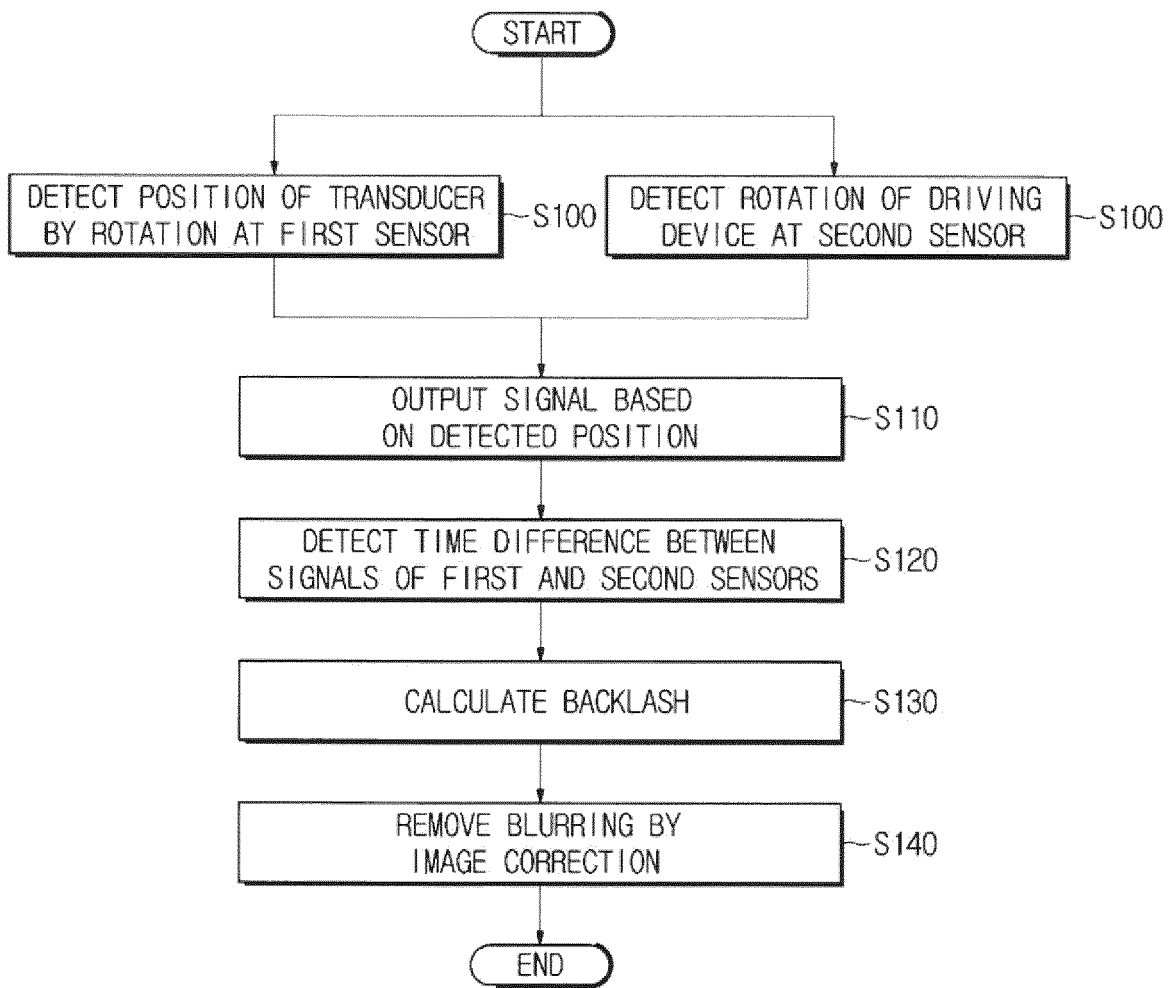 START
DETECT POSITION OF TRANSDUCER
BY ROTATION AT FIRST SENSOR
S100
DETECT ROTATION OF DRIVING
DEVICE AT SECOND SENSOR
S100
OUTPUT SIGNAL BASED
ON DETECTED POSITION
S110
DETECT TIME DIFFERENCE BETWEEN
SIGNALS OF FIRST AND SECOND SENSORS
S120
CALCULATE BACKLASH
S130
REMOVE BLURRING BY
IMAGE CORRECTION
S140
END